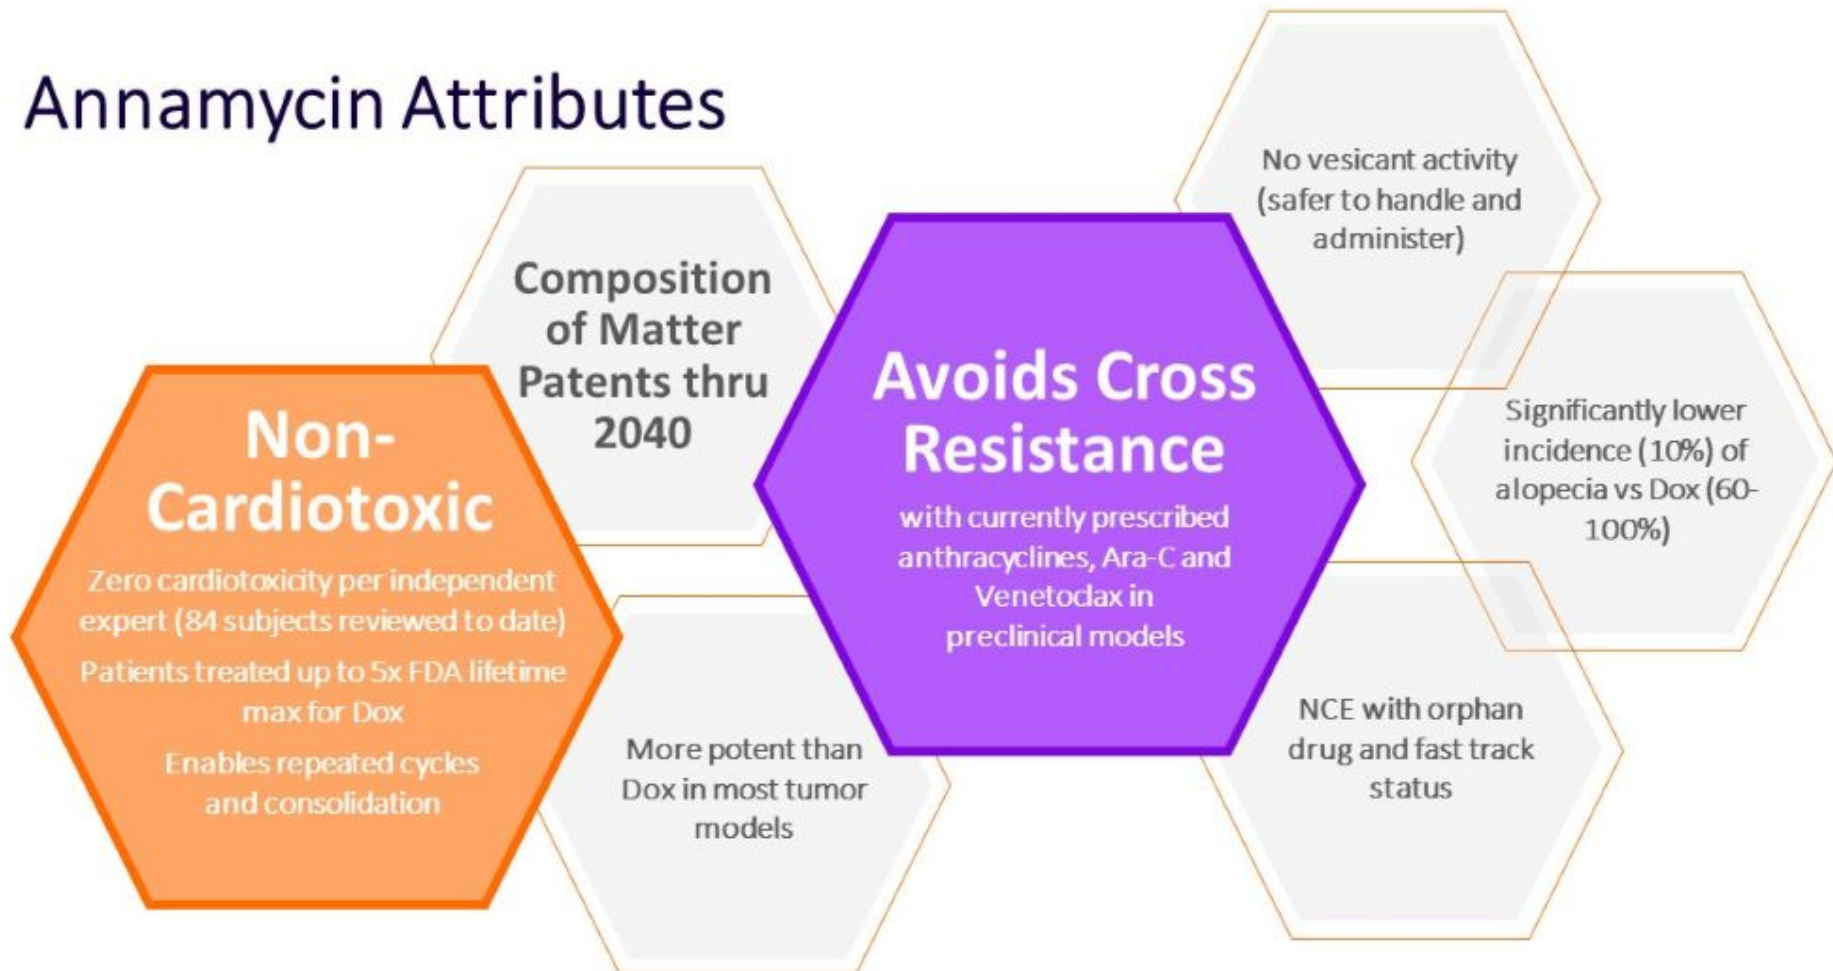 Annamycin Attributes
Non-
Cardiotoxic
Zero cardiotoxicity per independent
expert (84 subjects reviewed to date)
Patients treated up to 5x FDA lifetime
max for Dox
Enables repeated cycles
and consolidation
Composition
of Matter
Patents thru
2040
More potent than
Dox in most tumor
models
Avoids Cross
Resistance
with currently prescribed
anthracyclines, Ara-C and
Venetoclax in
preclinical models
No vesicant activity
(safer to handle and
administer)
Significantly lower
incidence (10%) of
alopecia vs Dox (60-
100%)
NCE with orphan
drug and fast track
status